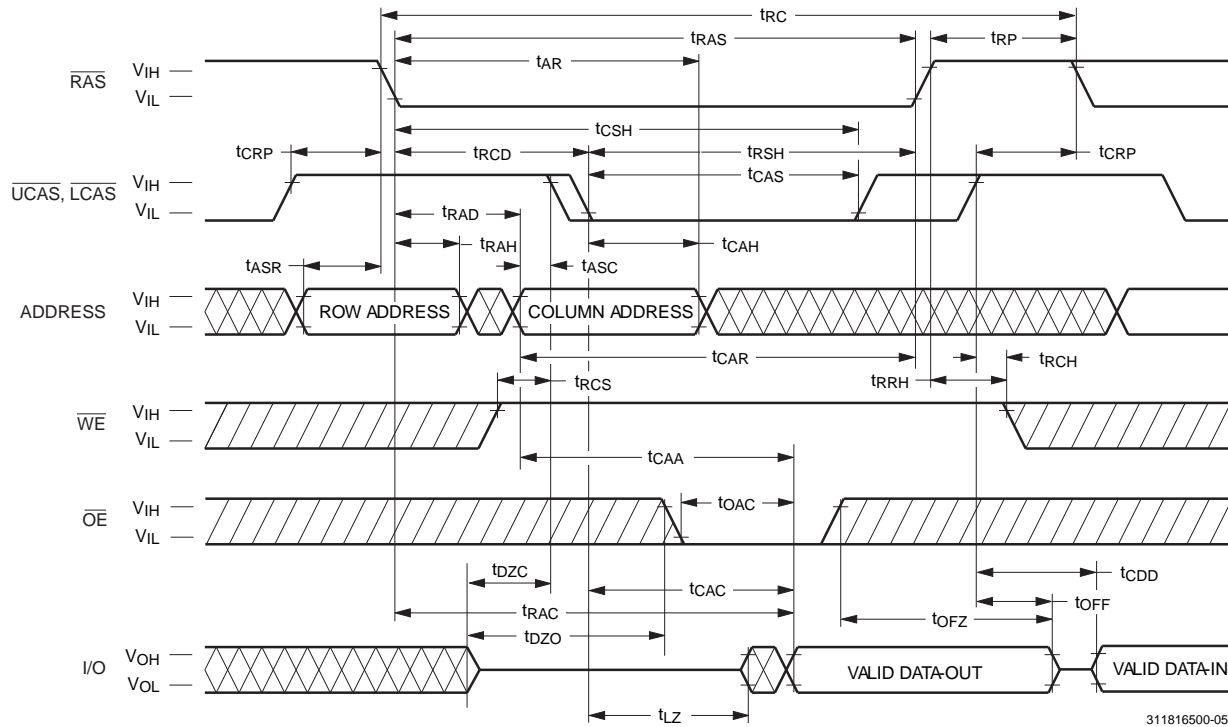 tRC
tRAS
tRP
tAR
RAS
VIH
VIL
tCSH
tCRP
tRCD
tRSH
tCRP
UCAS, LCAS
VIH
VIL
tCAS
tRAD
tRAH
tCAH
tASR
tASC
ADDRESS
VIH
VIL
ROW ADDRESS
COLUMN ADDRESS
tCAR
tRCH
tRCS
tRRH
WE
VIH
VIL
tCAA
OE
VIH
VIL
tOAC
tDZC
tCAC
tCDD
tRAC
tOFF
tDZO
tOFZ
I/O
VOH
VOL
VALID DATA-OUT
VALID DATA-IN
tLZ
311816500-05